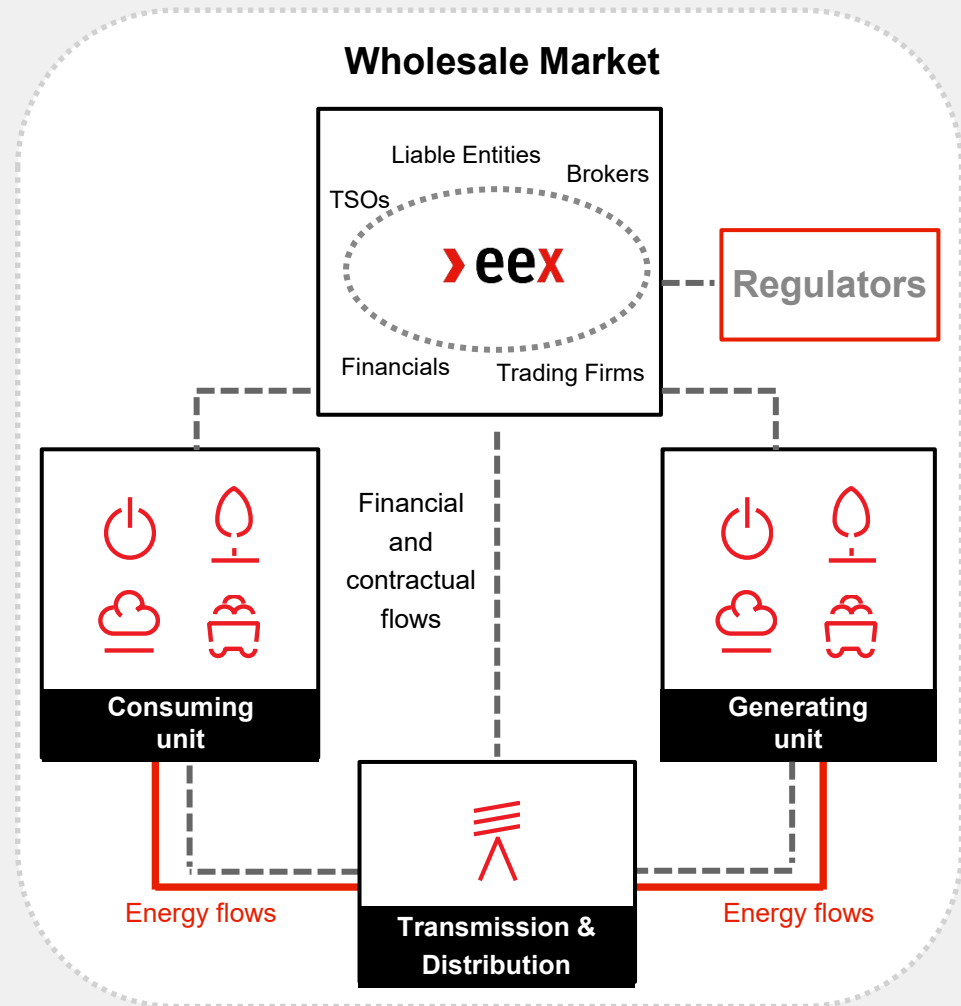 Wholesale Market
Liable Entities
Brokers
TSOs
eex
Regulators
Financials
Trading Firms
Financial
and
contractual
flows
Consuming
unit
Generating
unit
Energy flows
Energy flows
Transmission &
Distribution